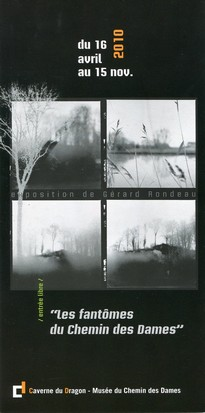 du 16
avril
au 15 nov.
2010
exposition de Gérard Rondeau
/ entrée libre /
"Les fantômes
du Chemin des Dames"
Caverne du Dragon - Musée du Chemin des Dames